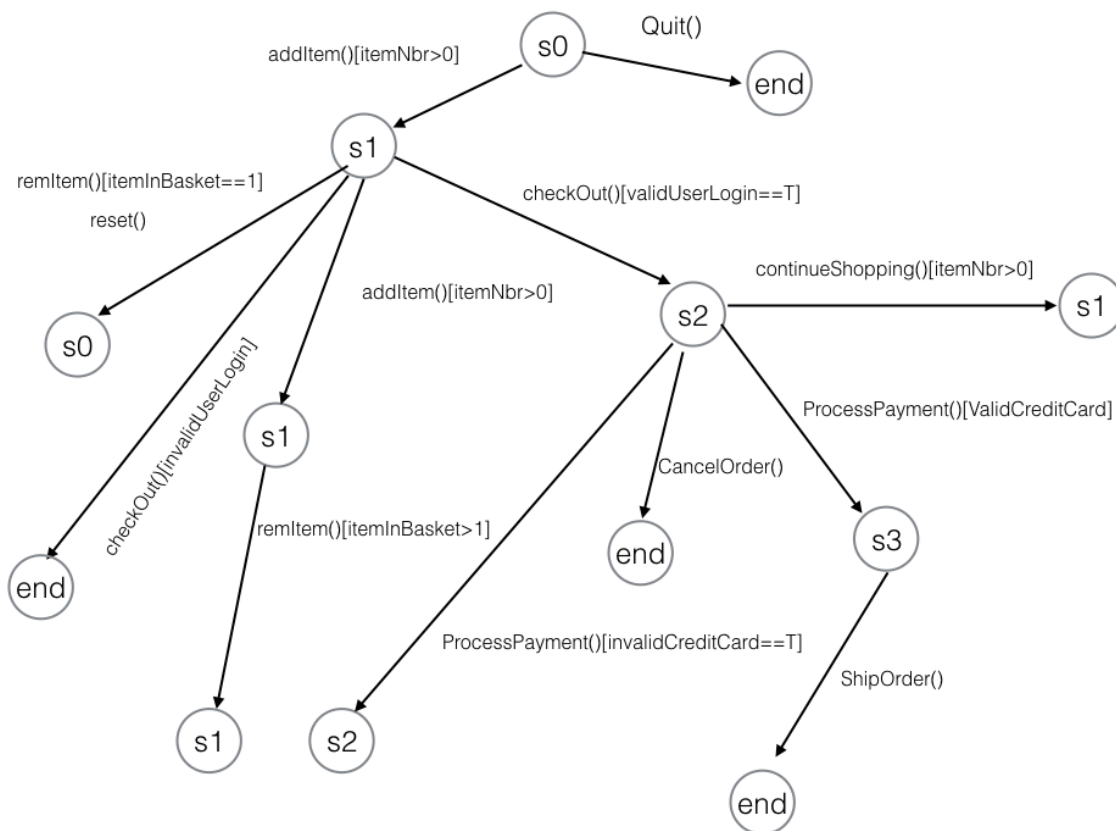 Quit()
s0
addItem()[itemNbr>0]
end
s1
remItem()[itemInBasket==1]
reset()
checkOut()[validUserLogin==T]
continueShopping()[itemNbr>0]
addItem()[itemNbr>0]
s1
s2
s0
checkOut()[invalidUserLogin]
ProcessPayment()[ValidCreditCard]
s1
CancelOrder()
remItem()[itemInBasket>1]
s3
end
end
ProcessPayment()[invalidCreditCard==T]
ShipOrder()
s1
s2
end